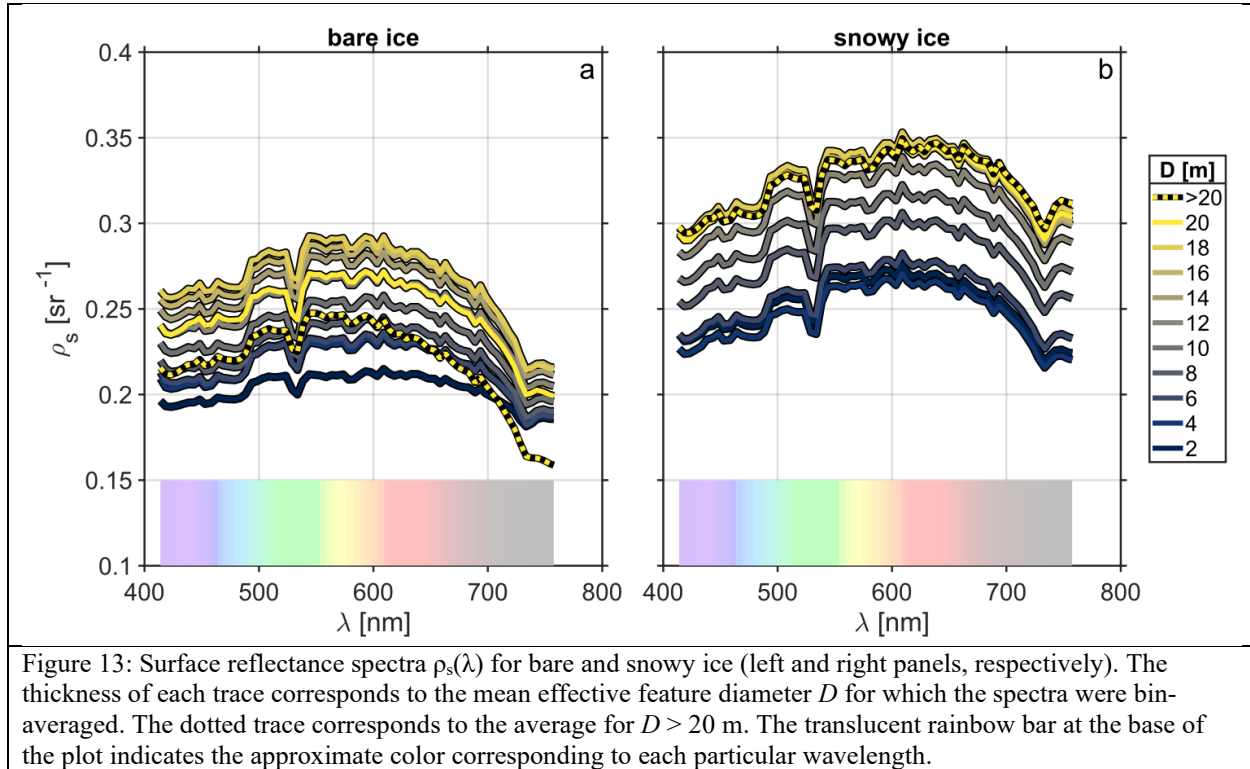 bare ice
snowy ice
a
b
0.4
0.35
0.3
0.25
0.2
0.15
0.1
ρs [sr-1]
400
500
600
700
800
400
500
600
700
800
λ [nm]
λ [nm]
D [m]
>20
20
18
16
14
12
10
8
6
4
2
Figure 13: Surface reflectance spectra ρs(λ) for bare and snowy ice (left and right panels, respectively). The
thickness of each trace corresponds to the mean effective feature diameter D for which the spectra were bin-
averaged. The dotted trace corresponds to the average for D > 20 m. The translucent rainbow bar at the base of
the plot indicates the approximate color corresponding to each particular wavelength.